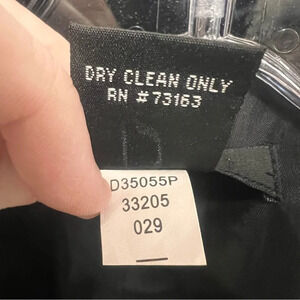 DRY CLEAN ONLY
RN #73163
D35055P
33205
029